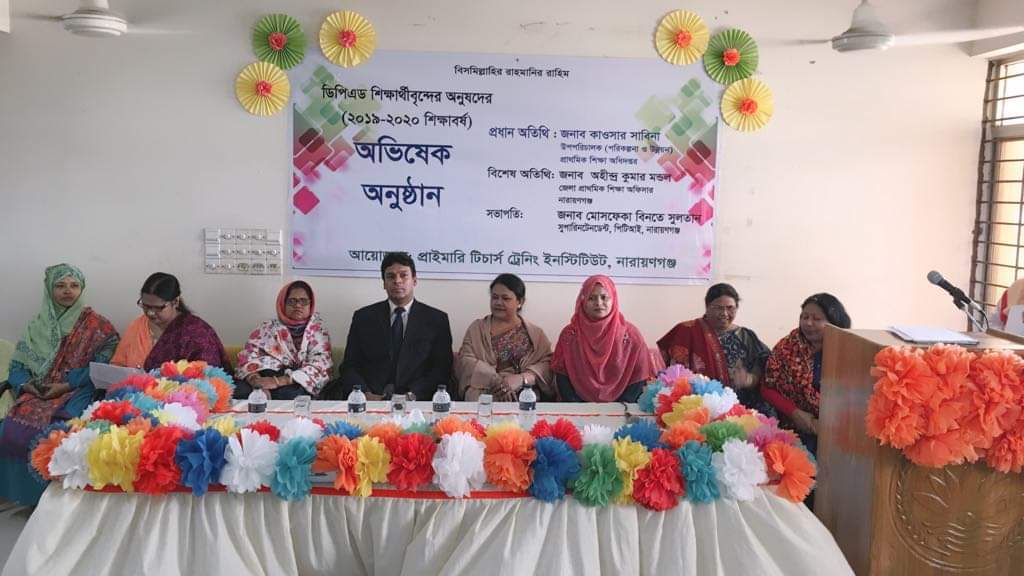 বিসমিল্লাহির রাহমানির রাহিম
ডিপিএড শিক্ষার্থীবৃন্দের অনুষদের
(২০১৯-২০২০ শিক্ষাবর্ষ)
অভিষেক
অনুষ্ঠান
প্রধান অতিথি : জনাব কাওসার সাবিনা
উপপরিচালক (পরিকল্পনা ও উন্নয়ন)
প্রাথমিক শিক্ষা অধিদপ্তর
বিশেষ অতিথি: জনাব অহীন্দ্র কুমার মন্ডল
জেলা প্রাথমিক শিক্ষা অফিসার
নারায়ণগঞ্জ
সভাপতি: জনাব মোসফেকা বিনতে সুলতান
সুপারিনটেনডেন্ট, পিটিআই, নারায়ণগঞ্জ
প্রাইমারি টিচার্স ট্রেনিং ইনস্টিটিউট, নারায়ণগঞ্জ